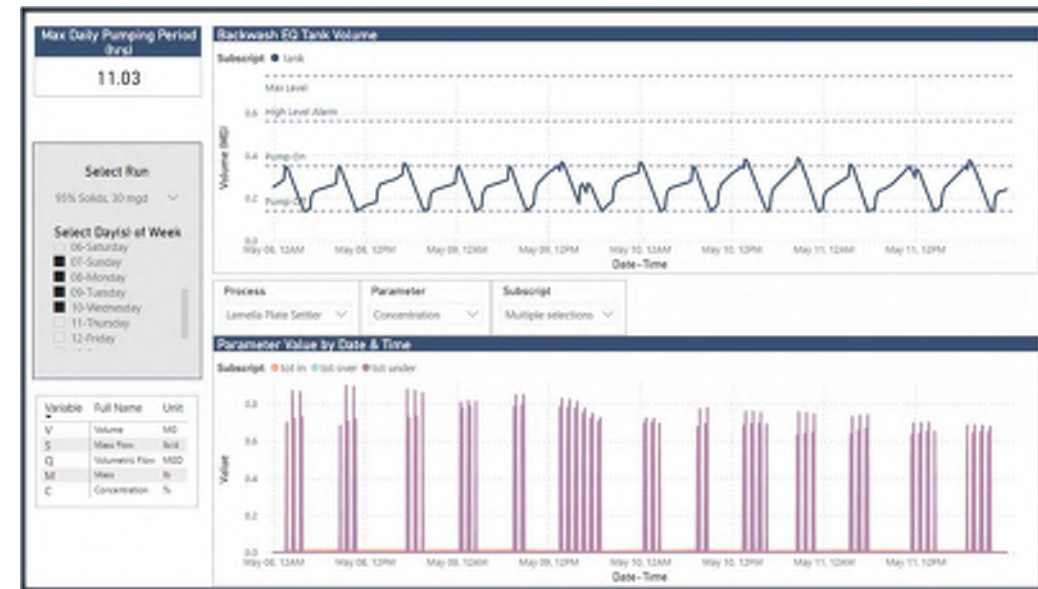 Max Daily Pumping Period
(hrs)
11.03
Select Run
95% Solids, 30 mgd
Select Day(s) of Week
06-Saturday
07-Sunday
08-Monday
09-Tuesday
10-Wednesday
11-Thursday
12-Friday
Variable Full Name Unit
V Volume MG
S Mass Flow lb/d
Q Volumetric Flow MGD
M Mass lb
C Concentration %
Backwash EQ Tank Volume
Subscript tank
Max Level
High Level Alarm
Pump On
Pump Off
Volume (MG)
0.6
0.4
0.2
0.0
May 08, 12AM May 08, 12PM May 09, 12AM May 09, 12PM May 10, 12AM May 10, 12PM May 11, 12AM May 11, 12PM
Date-Time
Process Parameter Subscript
Lamella Plate Settler Concentration Multiple selections
Parameter Value by Date & Time
Subscript tot in tot over tot under
Value
0.8
0.6
0.4
0.2
0.0
May 08, 12AM May 08, 12PM May 09, 12AM May 09, 12PM May 10, 12AM May 10, 12PM May 11, 12AM May 11, 12PM
Date-Time